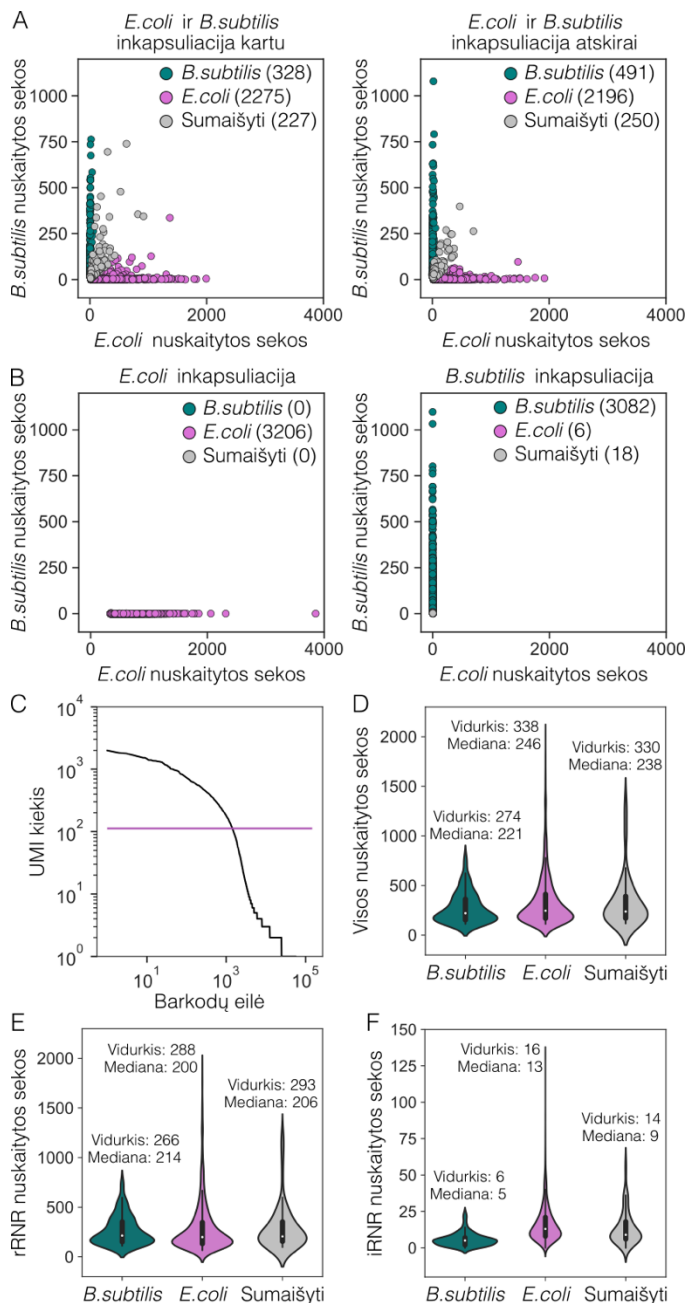 A
E.coli ir B.subtilis
inkapsuliacija kartu
E.coli ir B.subtilis
inkapsuliacija atskirai
B.subtilis nuskaitytos sekos
1000
750
500
250
0
B.subtilis (328)
E.coli (2275)
Sumaišyti (227)
0 2000 4000
E.coli nuskaitytos sekos
B.subtilis nuskaitytos sekos
1000
750
500
250
0
B.subtilis (491)
E.coli (2196)
Sumaišyti (250)
0 2000 4000
E.coli nuskaitytos sekos
B
E.coli inkapsuliacija
B.subtilis nuskaitytos sekos
1000
750
500
250
0
B.subtilis (0)
E.coli (3206)
Sumaišyti (0)
0 2000 4000
E.coli nuskaitytos sekos
B.subtilis inkapsuliacija
B.subtilis nuskaitytos sekos
1000
750
500
250
0
B.subtilis (3082)
E.coli (6)
Sumaišyti (18)
0 2000 4000
E.coli nuskaitytos sekos
C
UMI kiekis
10⁴
10³
10²
10¹
10⁰
10¹ 10³ 10⁵
Barkodų eilė
D
Visos nuskaitytos sekos
2000
1500
1000
500
0
Vidurkis: 274
Mediana: 221
Vidurkis: 338
Mediana: 246
Vidurkis: 330
Mediana: 238
B.subtilis E.coli Sumaišyti
E
rRNR nuskaitytos sekos
2000
1500
1000
500
0
Vidurkis: 266
Mediana: 214
Vidurkis: 288
Mediana: 200
Vidurkis: 293
Mediana: 206
B.subtilis E.coli Sumaišyti
F
iRNR nuskaitytos sekos
150
125
100
75
50
25
0
Vidurkis: 6
Mediana: 5
Vidurkis: 16
Mediana: 13
Vidurkis: 14
Mediana: 9
B.subtilis E.coli Sumaišyti